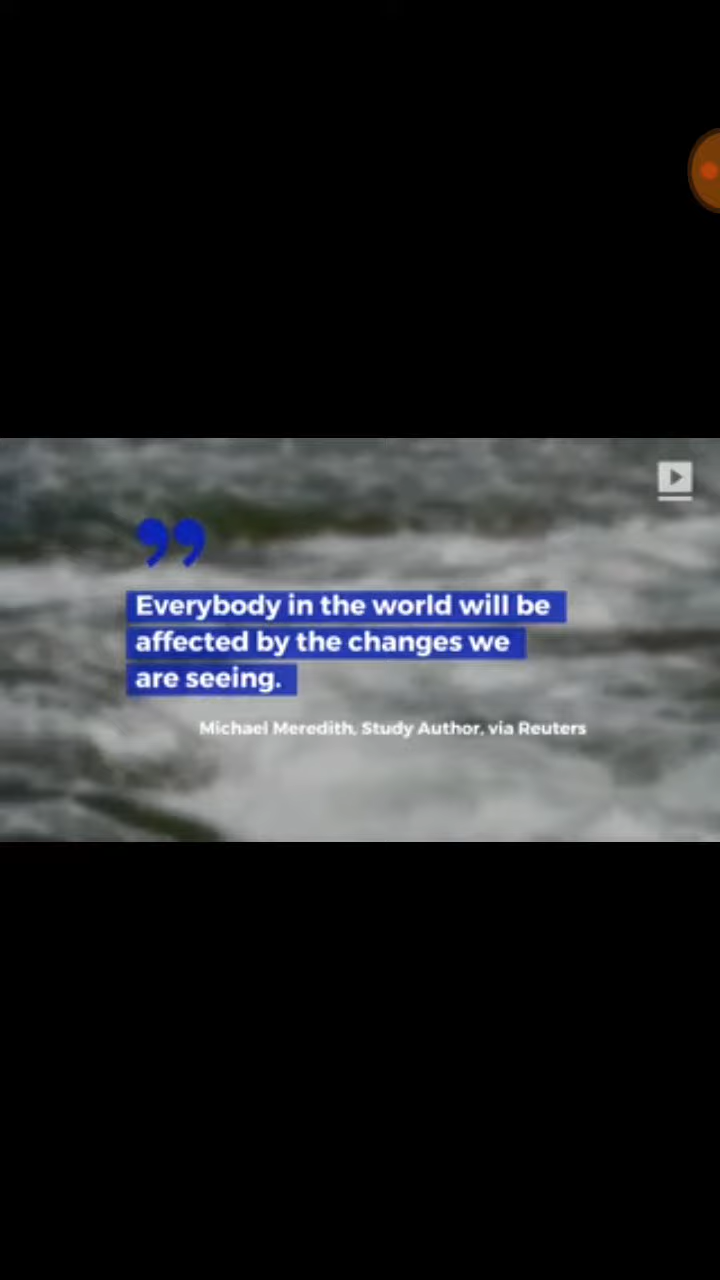 ”
Everybody in the world will be
affected by the changes we
are seeing.
Michael Meredith, Study Author, via Reuters